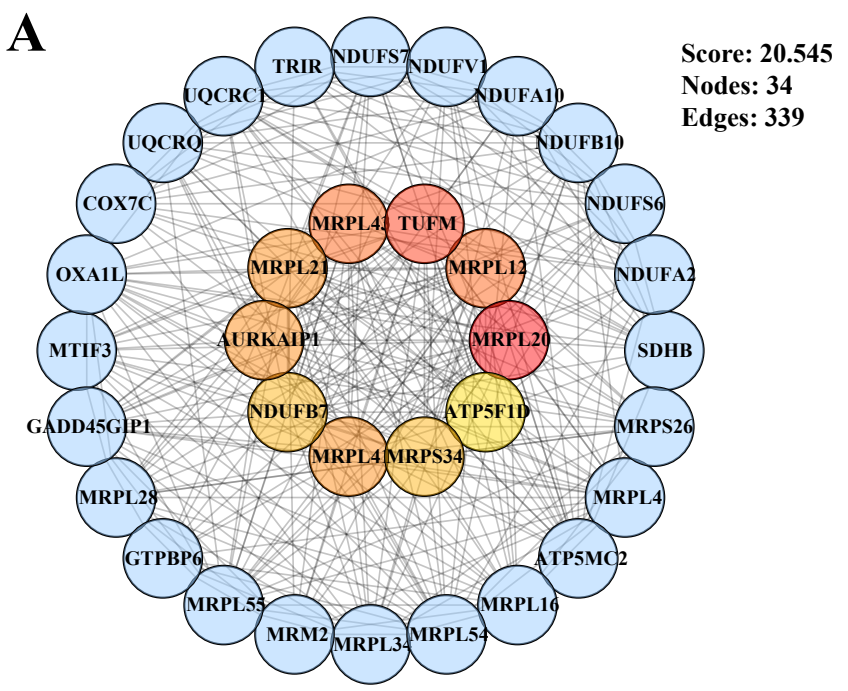 A
Score: 20.545
Nodes: 34
Edges: 339
NDUFS7
NDUFV1
TRIR
NDUFA10
UQCRC1
NDUFB10
UQCRQ
NDUFS6
COX7C
MRPL43
TUFM
MRPL21
MRPL12
OXA1L
NDUFA2
AURKAIP1
MRPL20
MTIF3
SDHB
NDUFB7
ATP5F1D
GADD45GIP1
MRPS26
MRPL41
MRPS34
MRPL28
MRPL4
GTPBP6
ATP5MC2
MRPL55
MRPL16
MRM2
MRPL34
MRPL54